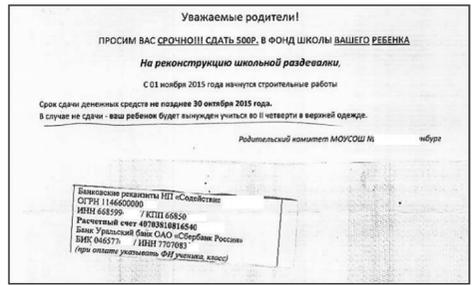 Уважаемые родители!
ПРОСИМ ВАС СРОЧНО!!! СДАТЬ 500Р. В ФОНД ШКОЛЫ ВАШЕГО РЕБЕНКА
На реконструкцию школьной раздевалки,
С 01 ноября 2015 года начнутся строительные работы
Срок сдачи денежных средств не позднее 30 октября 2015 года.
В случае не сдачи - ваш ребенок будет вынужден учиться во II четверти в верхней одежде.
Родительский комитет МОУСОШ № нбург
Банковские реквизиты НП «Содействие
ОГРН 1146600000
ИНН 668599 / КПП 66850
Расчетный счет 40703810816540
Банк Уральский банк ОАО «Сбербанк России»
БИК 046577 / ИНН 7707083
(при оплате указывать ФИ ученика, класс)